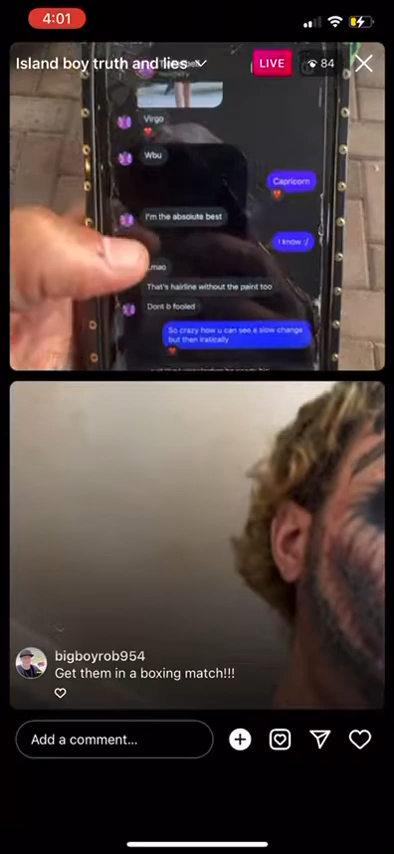 4:01
Island boy truth and lies
LIVE
84
Virgo
Wbu
Capricorn
I'm the absolute best
I know :/
That's hairline without the paint too
Dont b fooled
So crazy how u can see a slow change
but then iratically
bigboyrob954
Get them in a boxing match!!!
Add a comment...